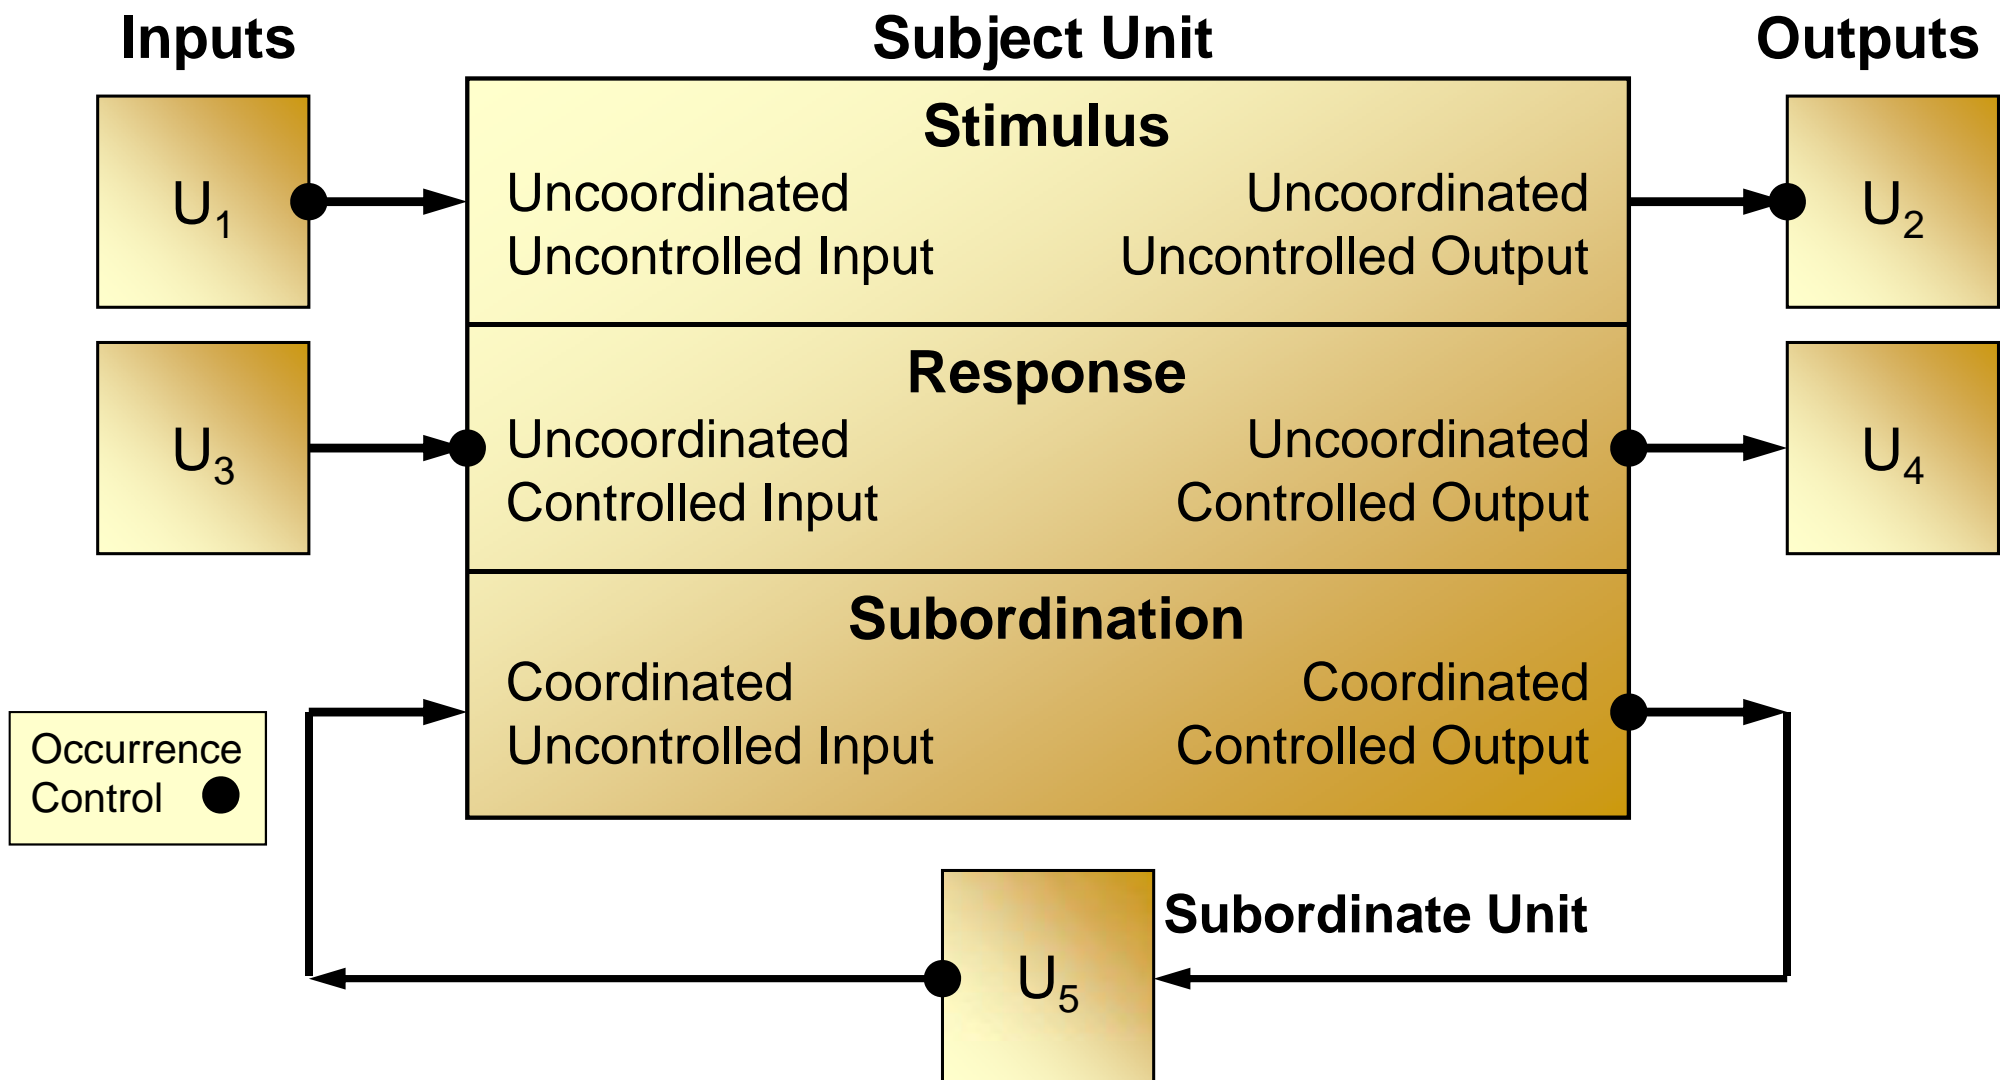 Inputs
Subject Unit
Outputs
Stimulus
U1
Uncoordinated
Uncontrolled Input
Uncoordinated
Uncontrolled Output
U2
Response
U3
Uncoordinated
Controlled Input
Uncoordinated
Controlled Output
U4
Subordination
Coordinated
Uncontrolled Input
Coordinated
Controlled Output
Occurrence
Control
Subordinate Unit
U5